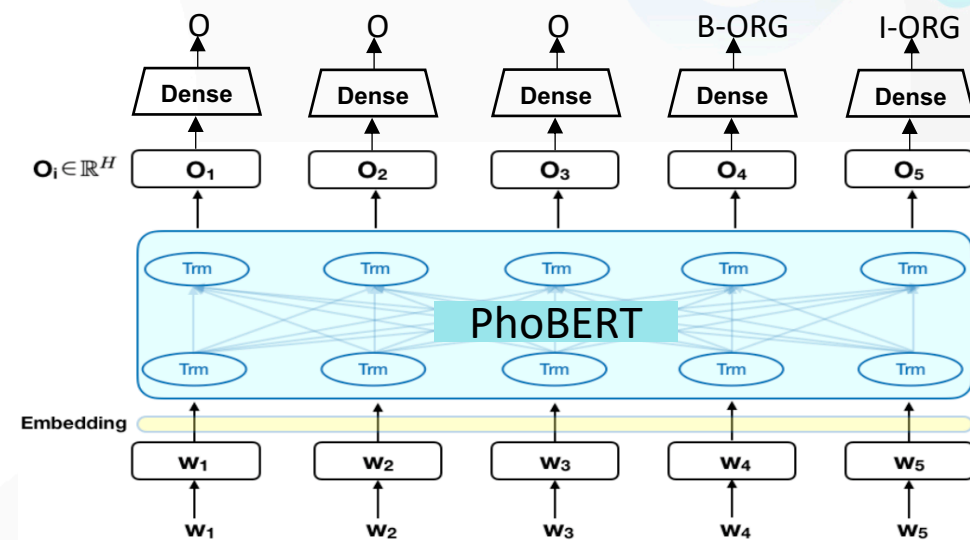 O O O B-ORG I-ORG
Dense Dense Dense Dense Dense
Oᵢ∈ℝᴴ O₁ O₂ O₃ O₄ O₅
Trm Trm Trm Trm Trm
PhoBERT
Trm Trm Trm Trm Trm
Embedding
W₁ W₂ W₃ W₄ W₅
W₁ W₂ W₃ W₄ W₅